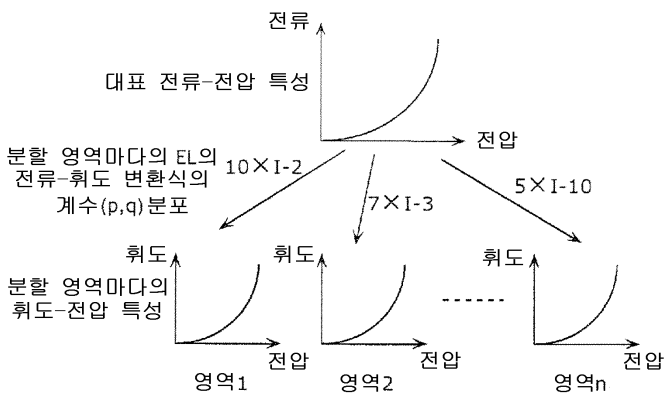 전류
대표 전류-전압 특성
전압
분할 영역마다의 EL의
전류-휘도 변환식의
계수(p,q)분포
10×I-2
7×I-3
5×I-10
분할 영역마다의
휘도-전압 특성
휘도
휘도
휘도
전압
전압
전압
영역1
영역2
영역n